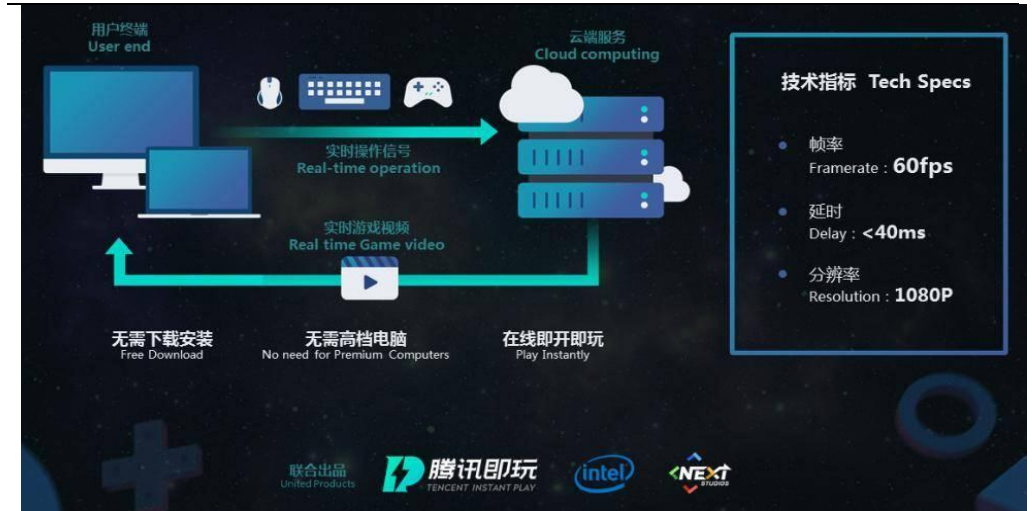 用户终端
User end
云端服务
Cloud computing
实时操作信号
Real-time operation
实时游戏视频
Real time Game video
无需下载安装
Free Download
无需高档电脑
No need for Premium Computers
在线即开即玩
Play Instantly
技术指标 Tech Specs
帧率
Framerate : 60fps
延时
Delay : <40ms
分辨率
Resolution : 1080P
联合出品
United Products
腾讯即玩
TENCENT INSTANT PLAY
intel
NEXT
STUDIOS